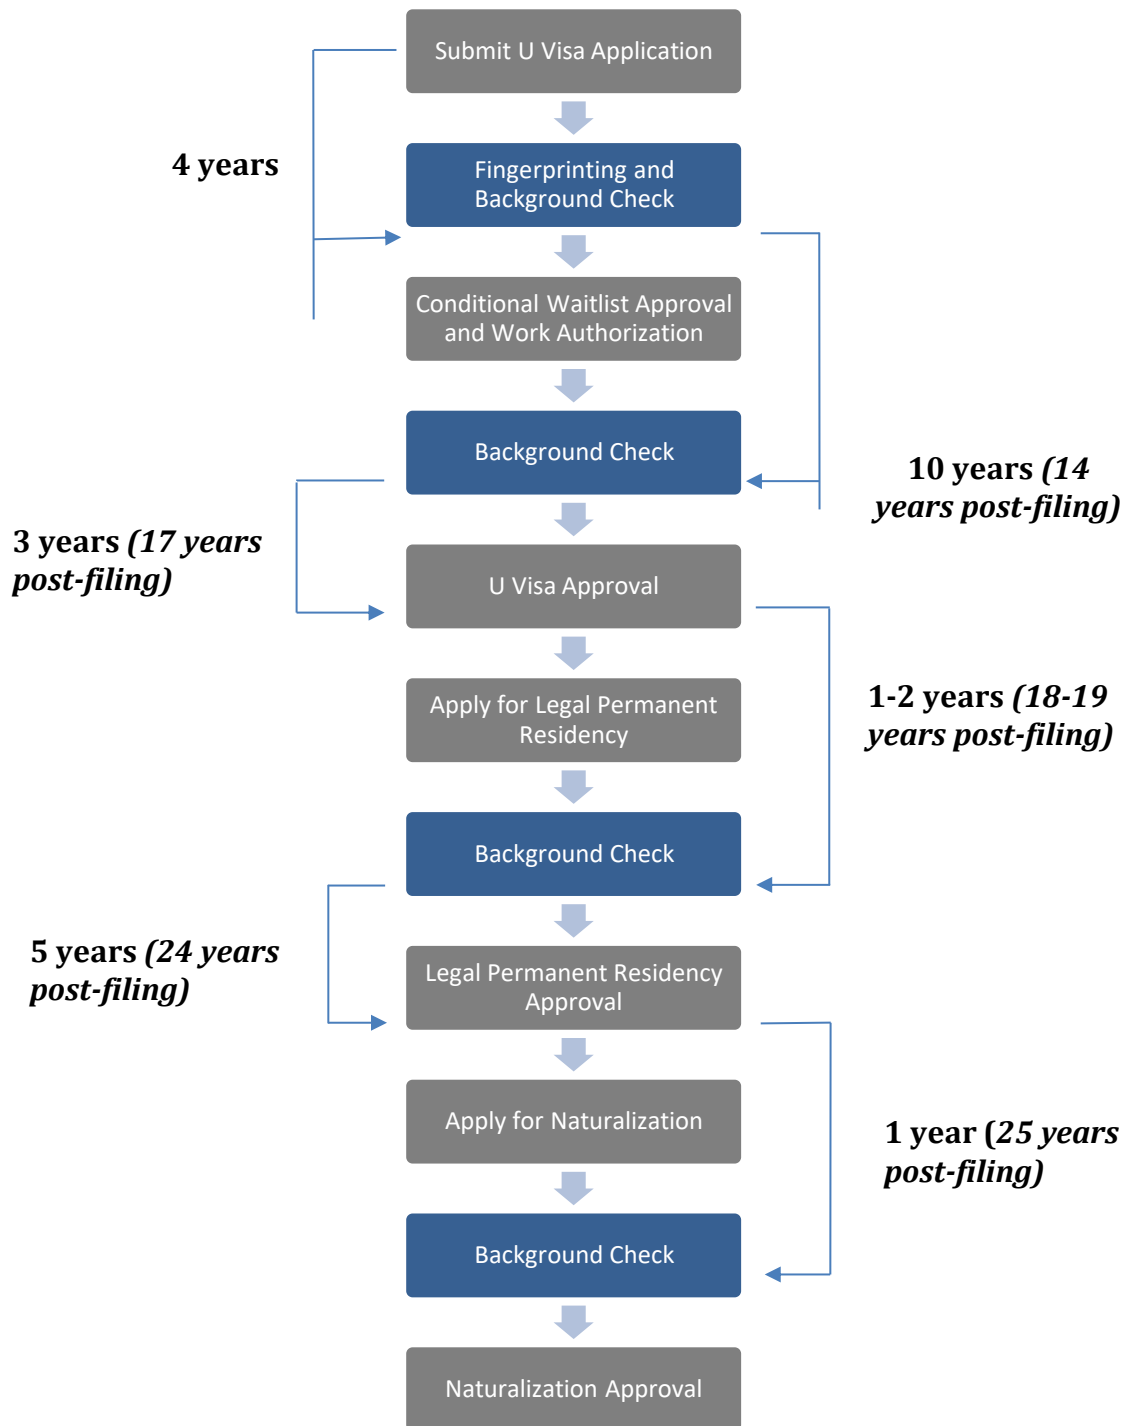 Submit U Visa Application
4 years
Fingerprinting and
Background Check
Conditional Waitlist Approval
and Work Authorization
Background Check
10 years (14
years post-filing)
3 years (17 years
post-filing)
U Visa Approval
Apply for Legal Permanent
Residency
1-2 years (18-19
years post-filing)
Background Check
5 years (24 years
post-filing)
Legal Permanent Residency
Approval
Apply for Naturalization
1 year (25 years
post-filing)
Background Check
Naturalization Approval